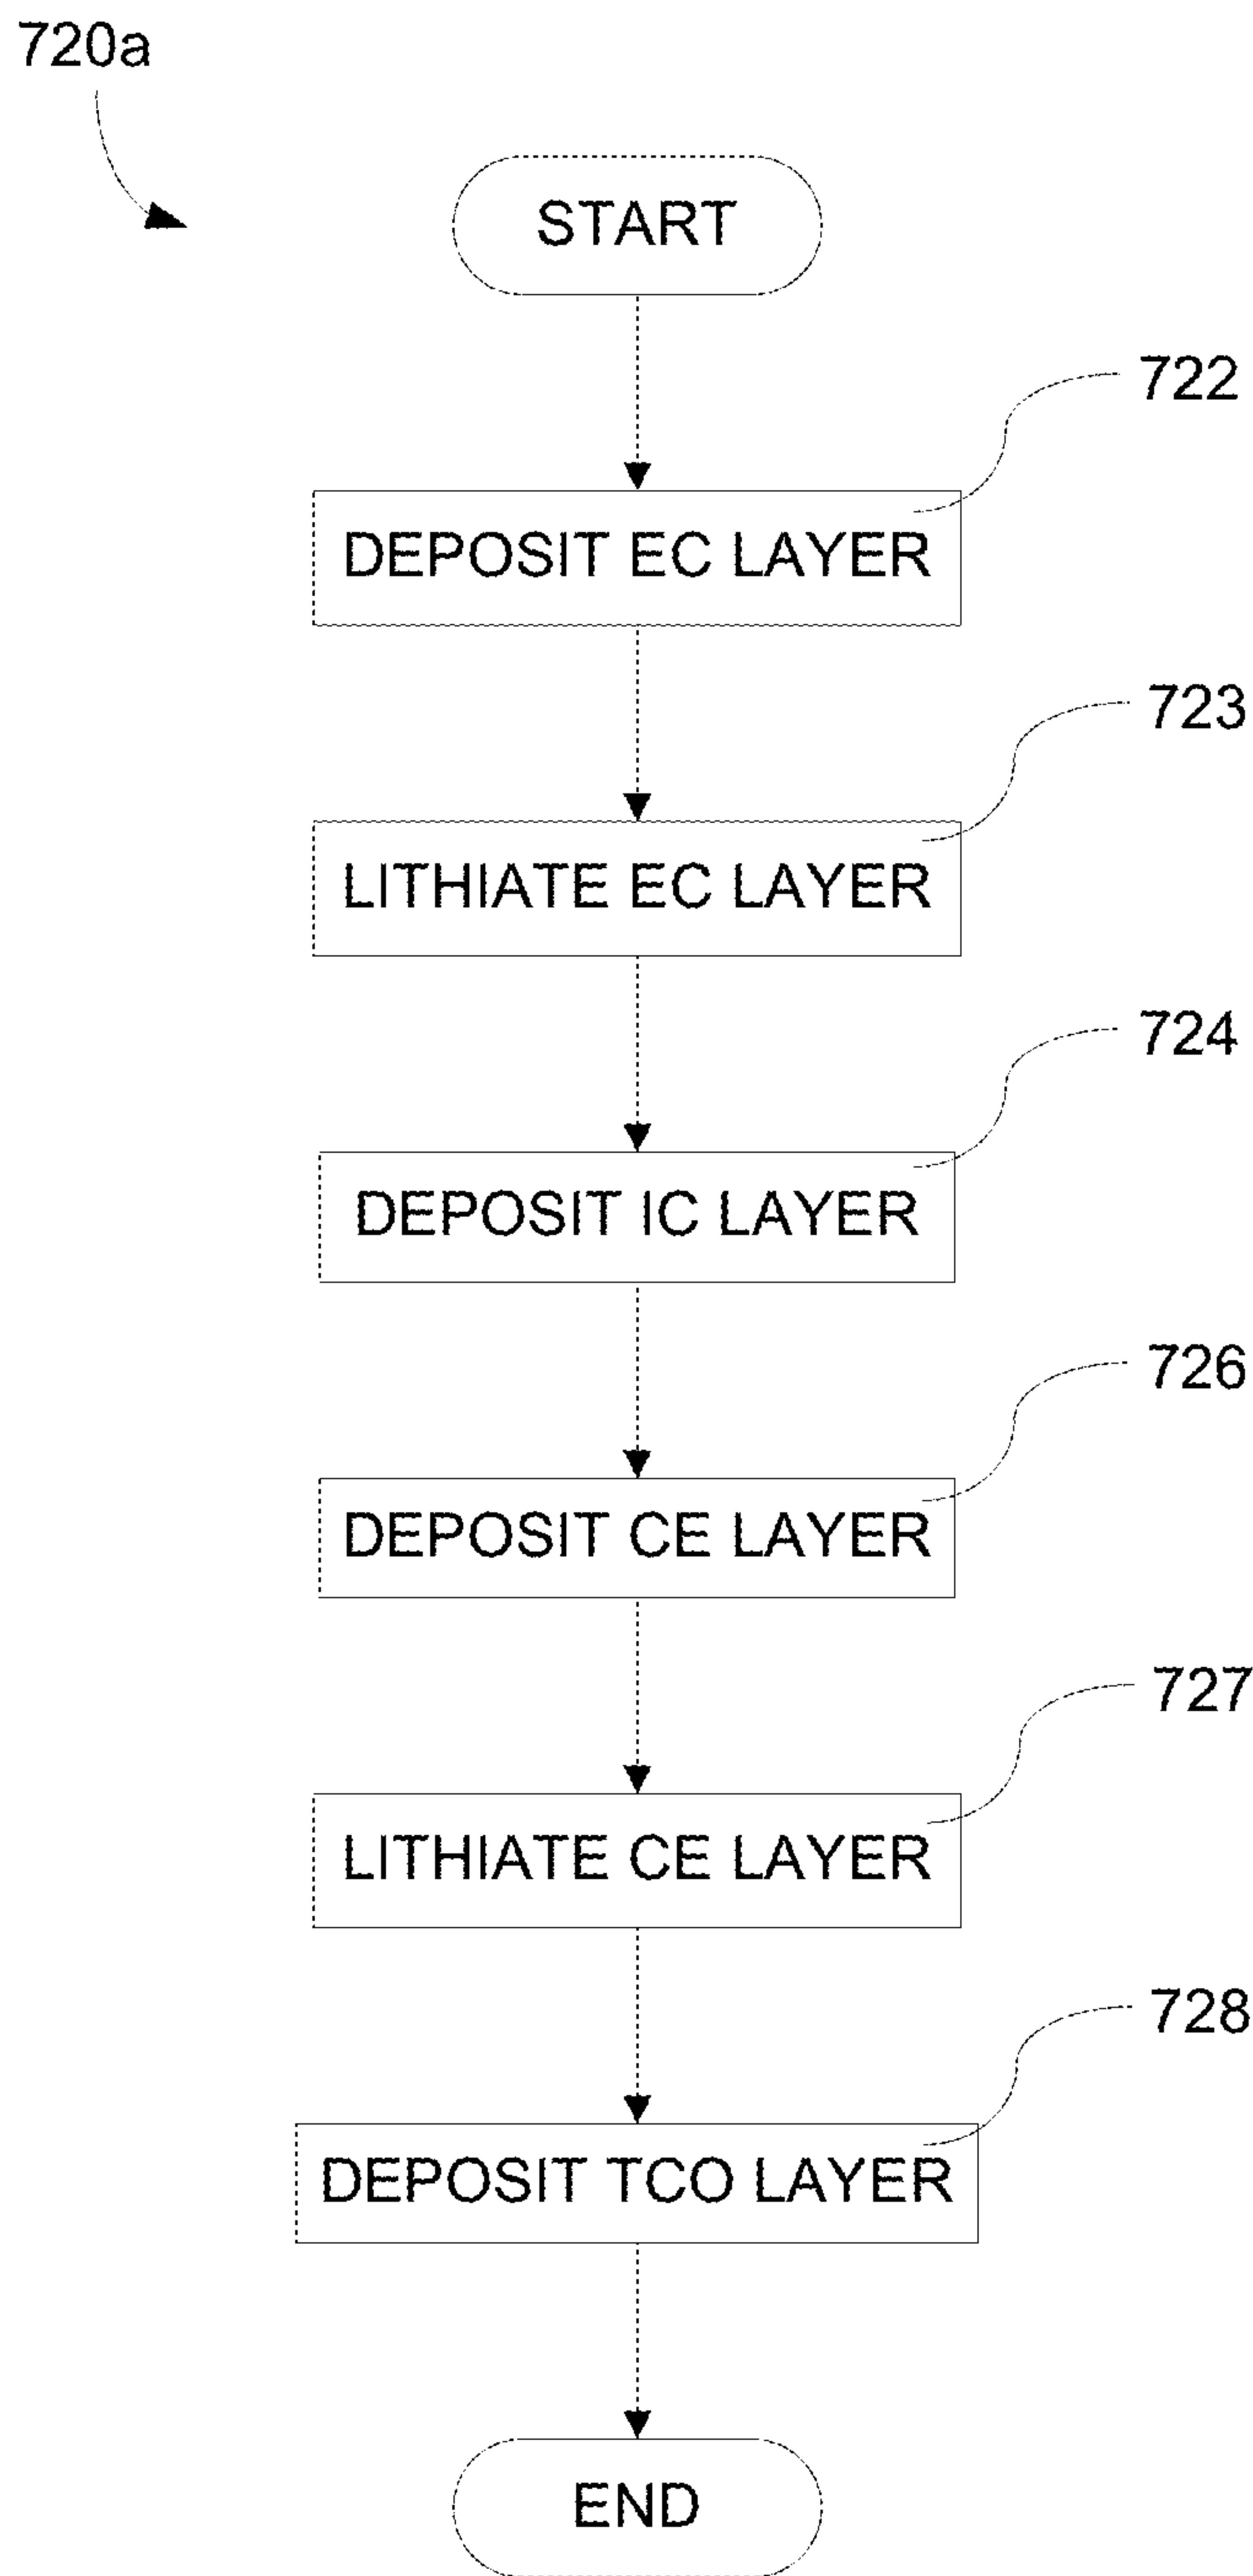 720a
START
722
DEPOSIT EC LAYER
723
LITHIATE EC LAYER
724
DEPOSIT IC LAYER
726
DEPOSIT CE LAYER
727
LITHIATE CE LAYER
728
DEPOSIT TCO LAYER
END